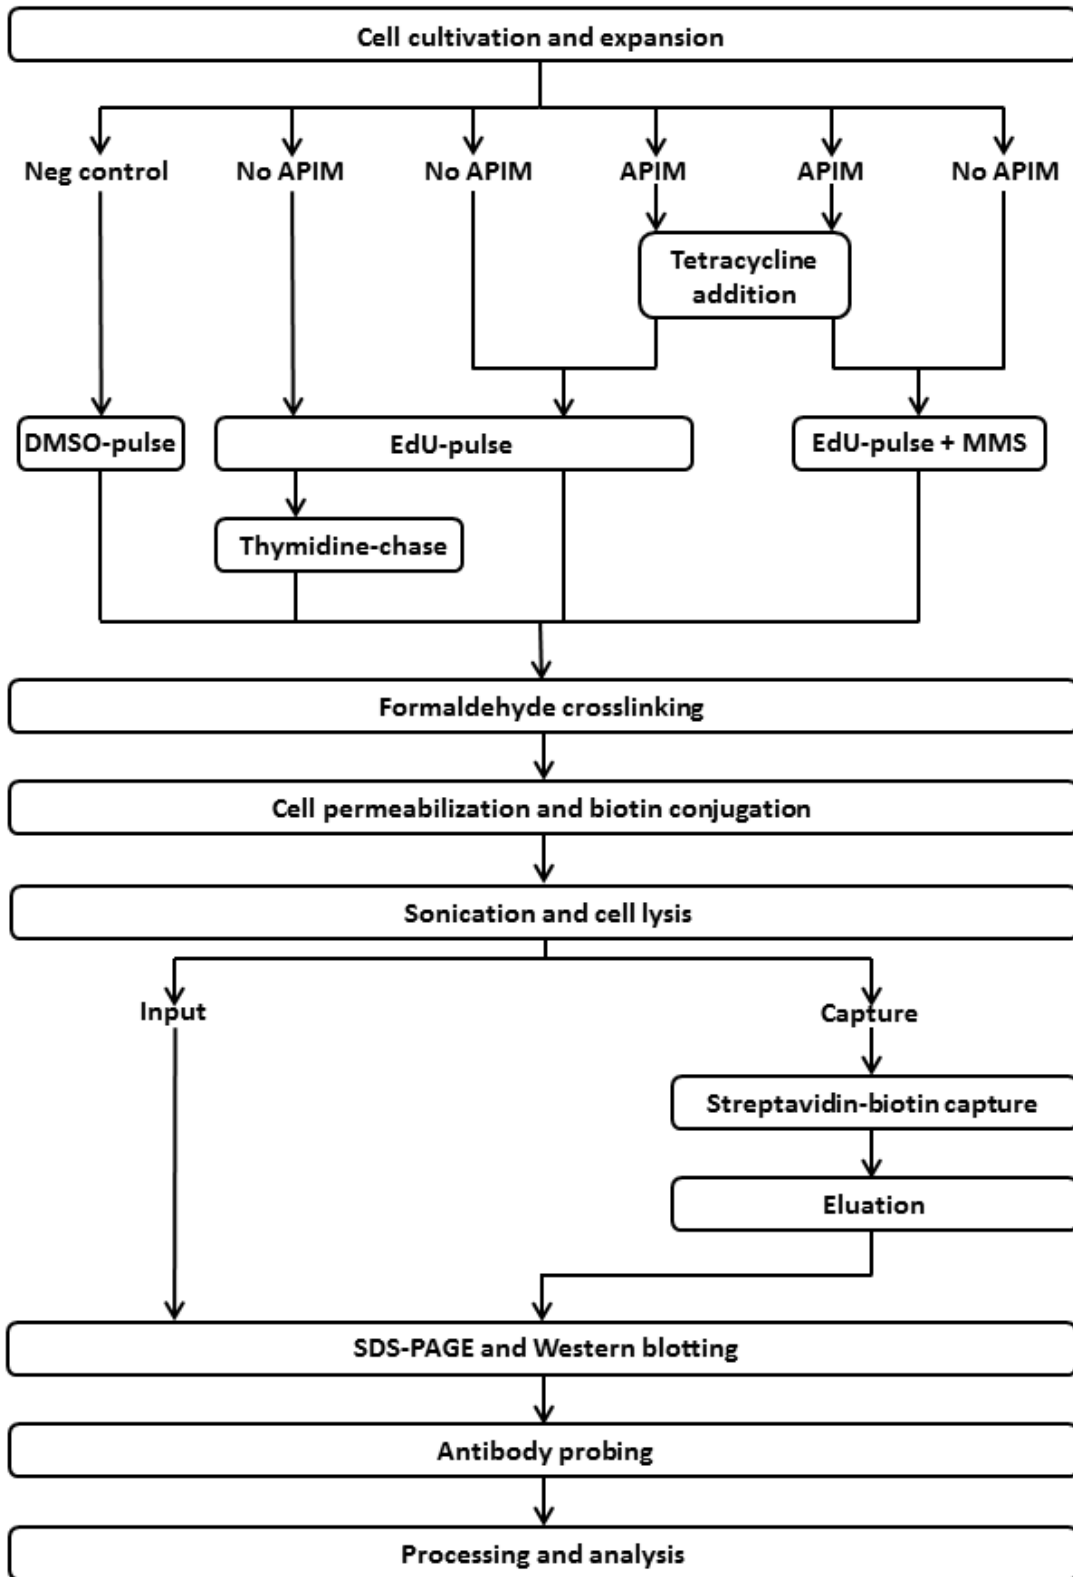 Cell cultivation and expansion
Neg control No APIM No APIM APIM APIM No APIM
Tetracycline
addition
DMSO-pulse EdU-pulse EdU-pulse + MMS
Thymidine-chase
Formaldehyde crosslinking
Cell permeabilization and biotin conjugation
Sonication and cell lysis
Input Capture
Streptavidin-biotin capture
Eluation
SDS-PAGE and Western blotting
Antibody probing
Processing and analysis